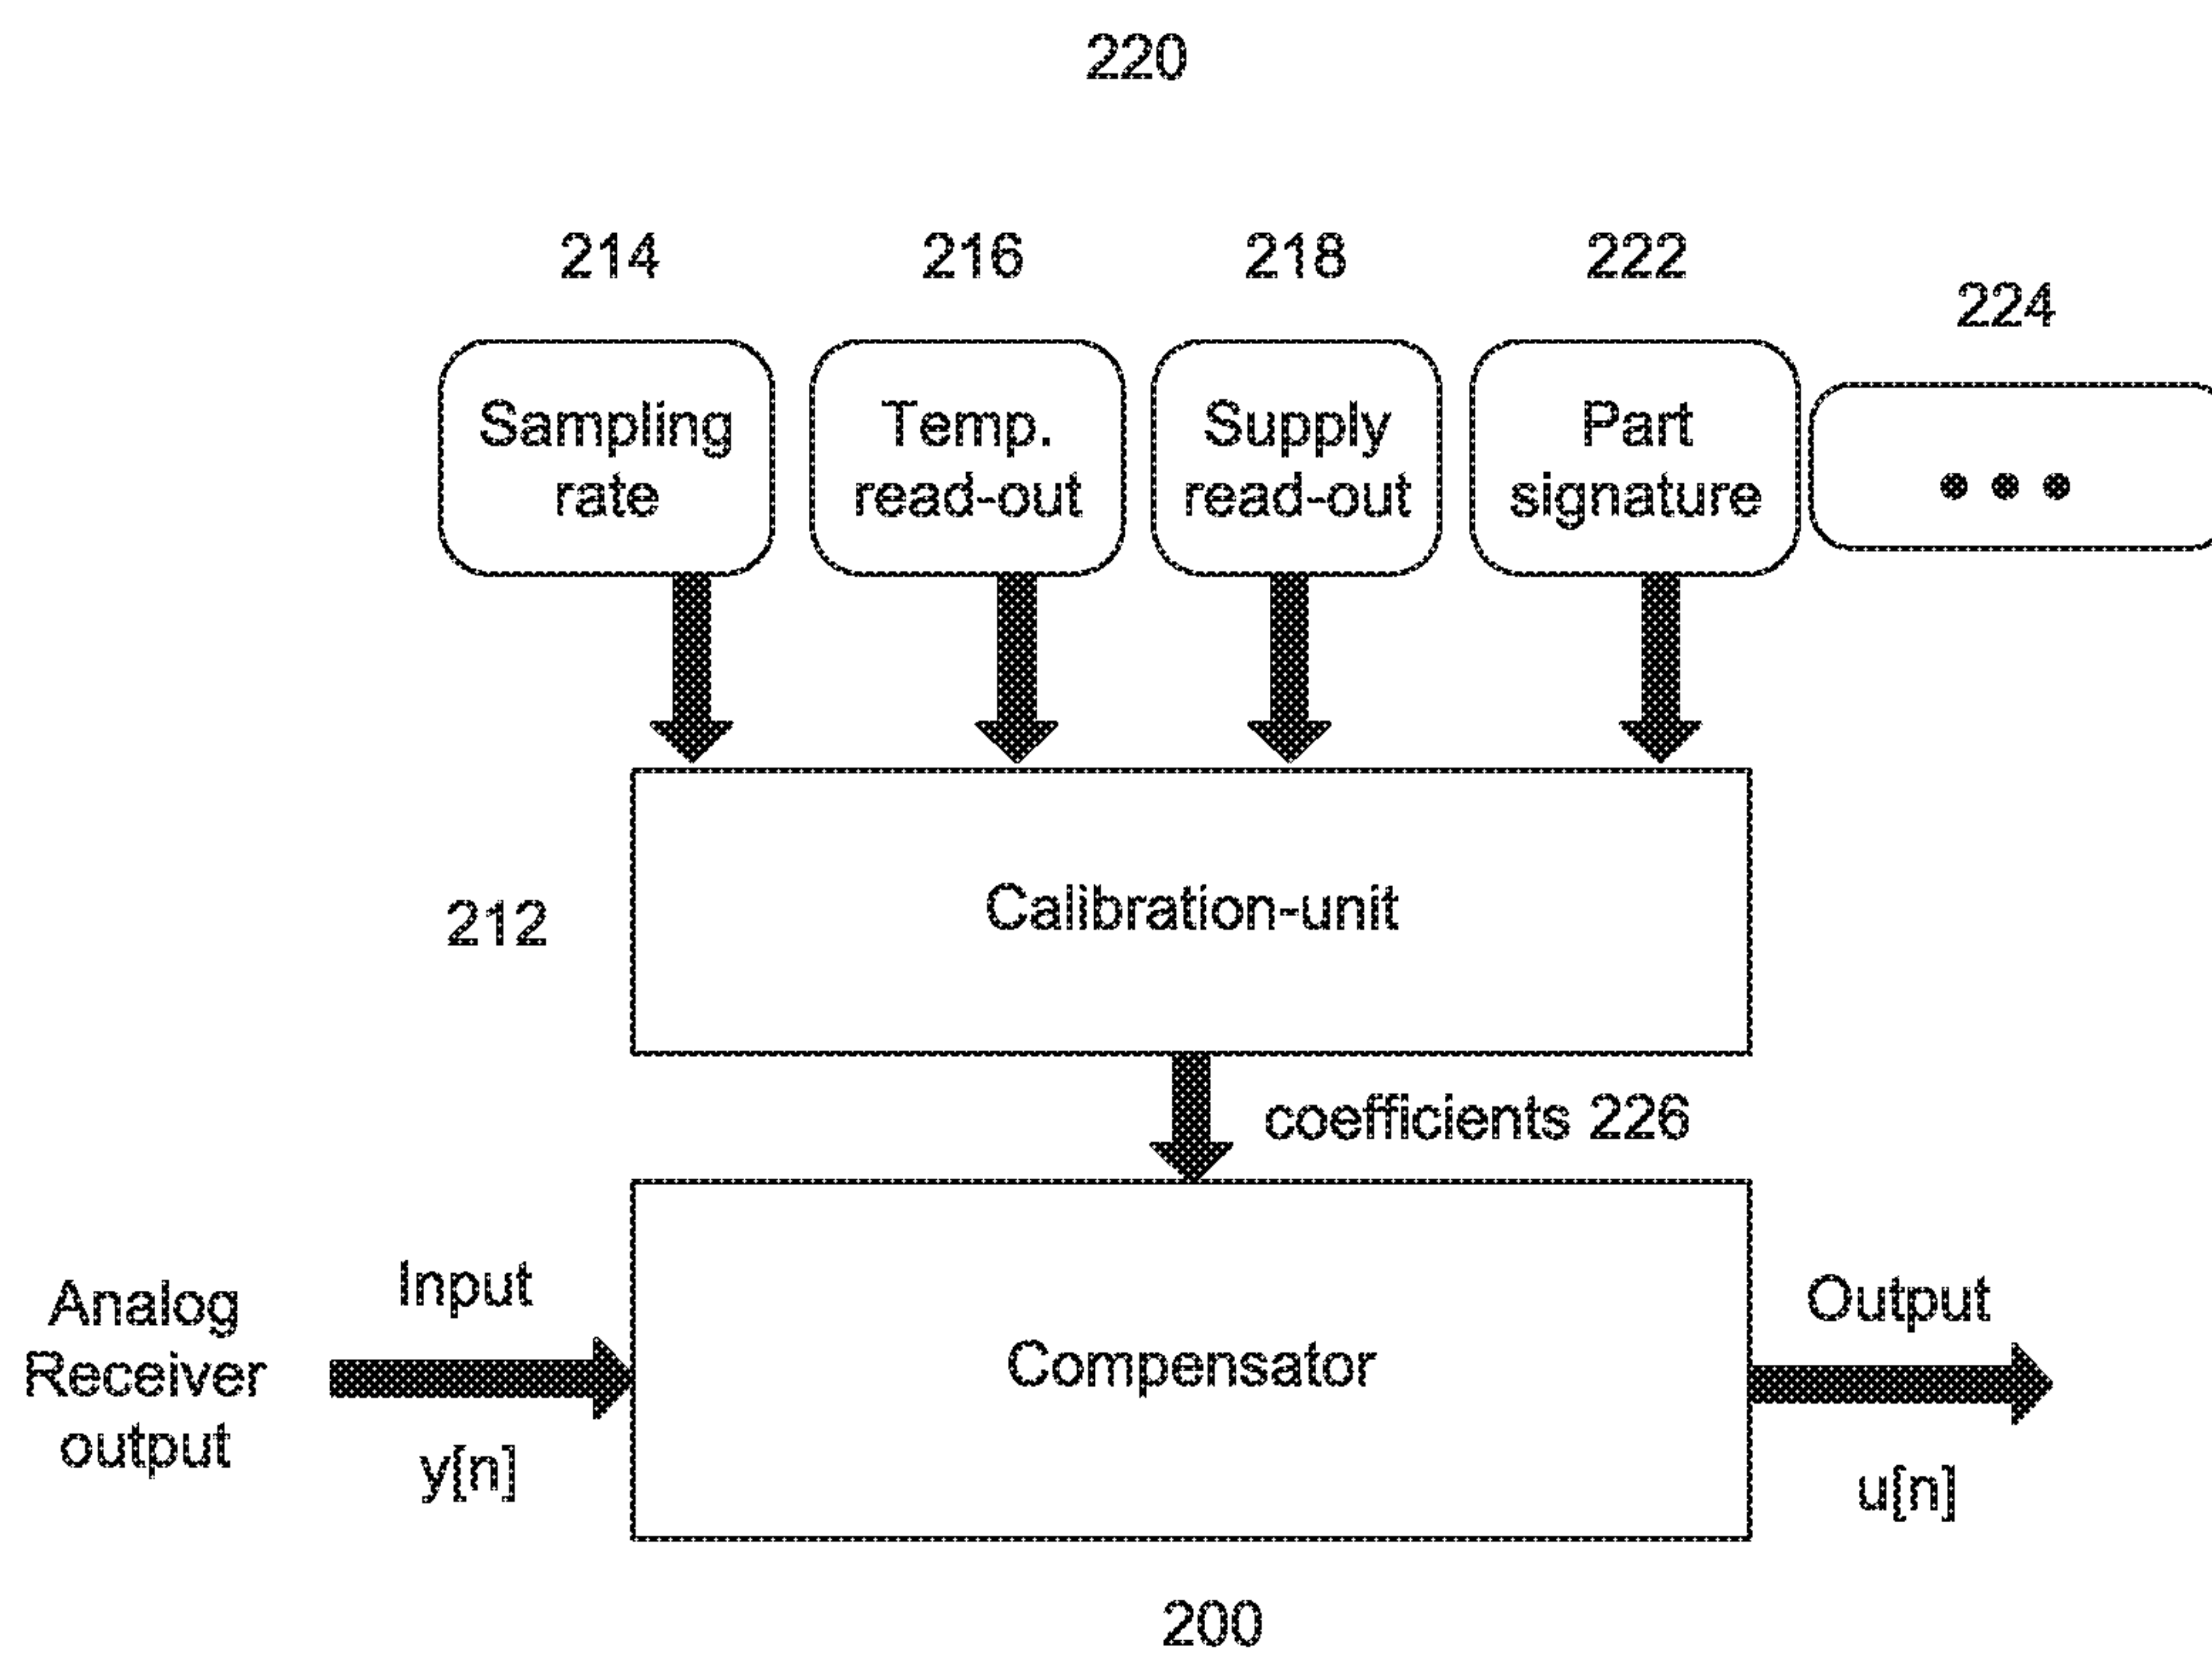 220
214
216
218
222
224
Sampling
rate
Temp.
read-out
Supply
read-out
Part
signature
• • •
212
Calibration-unit
coefficients 226
Analog
Receiver
output
Input
y[n]
Compensator
Output
u[n]
200